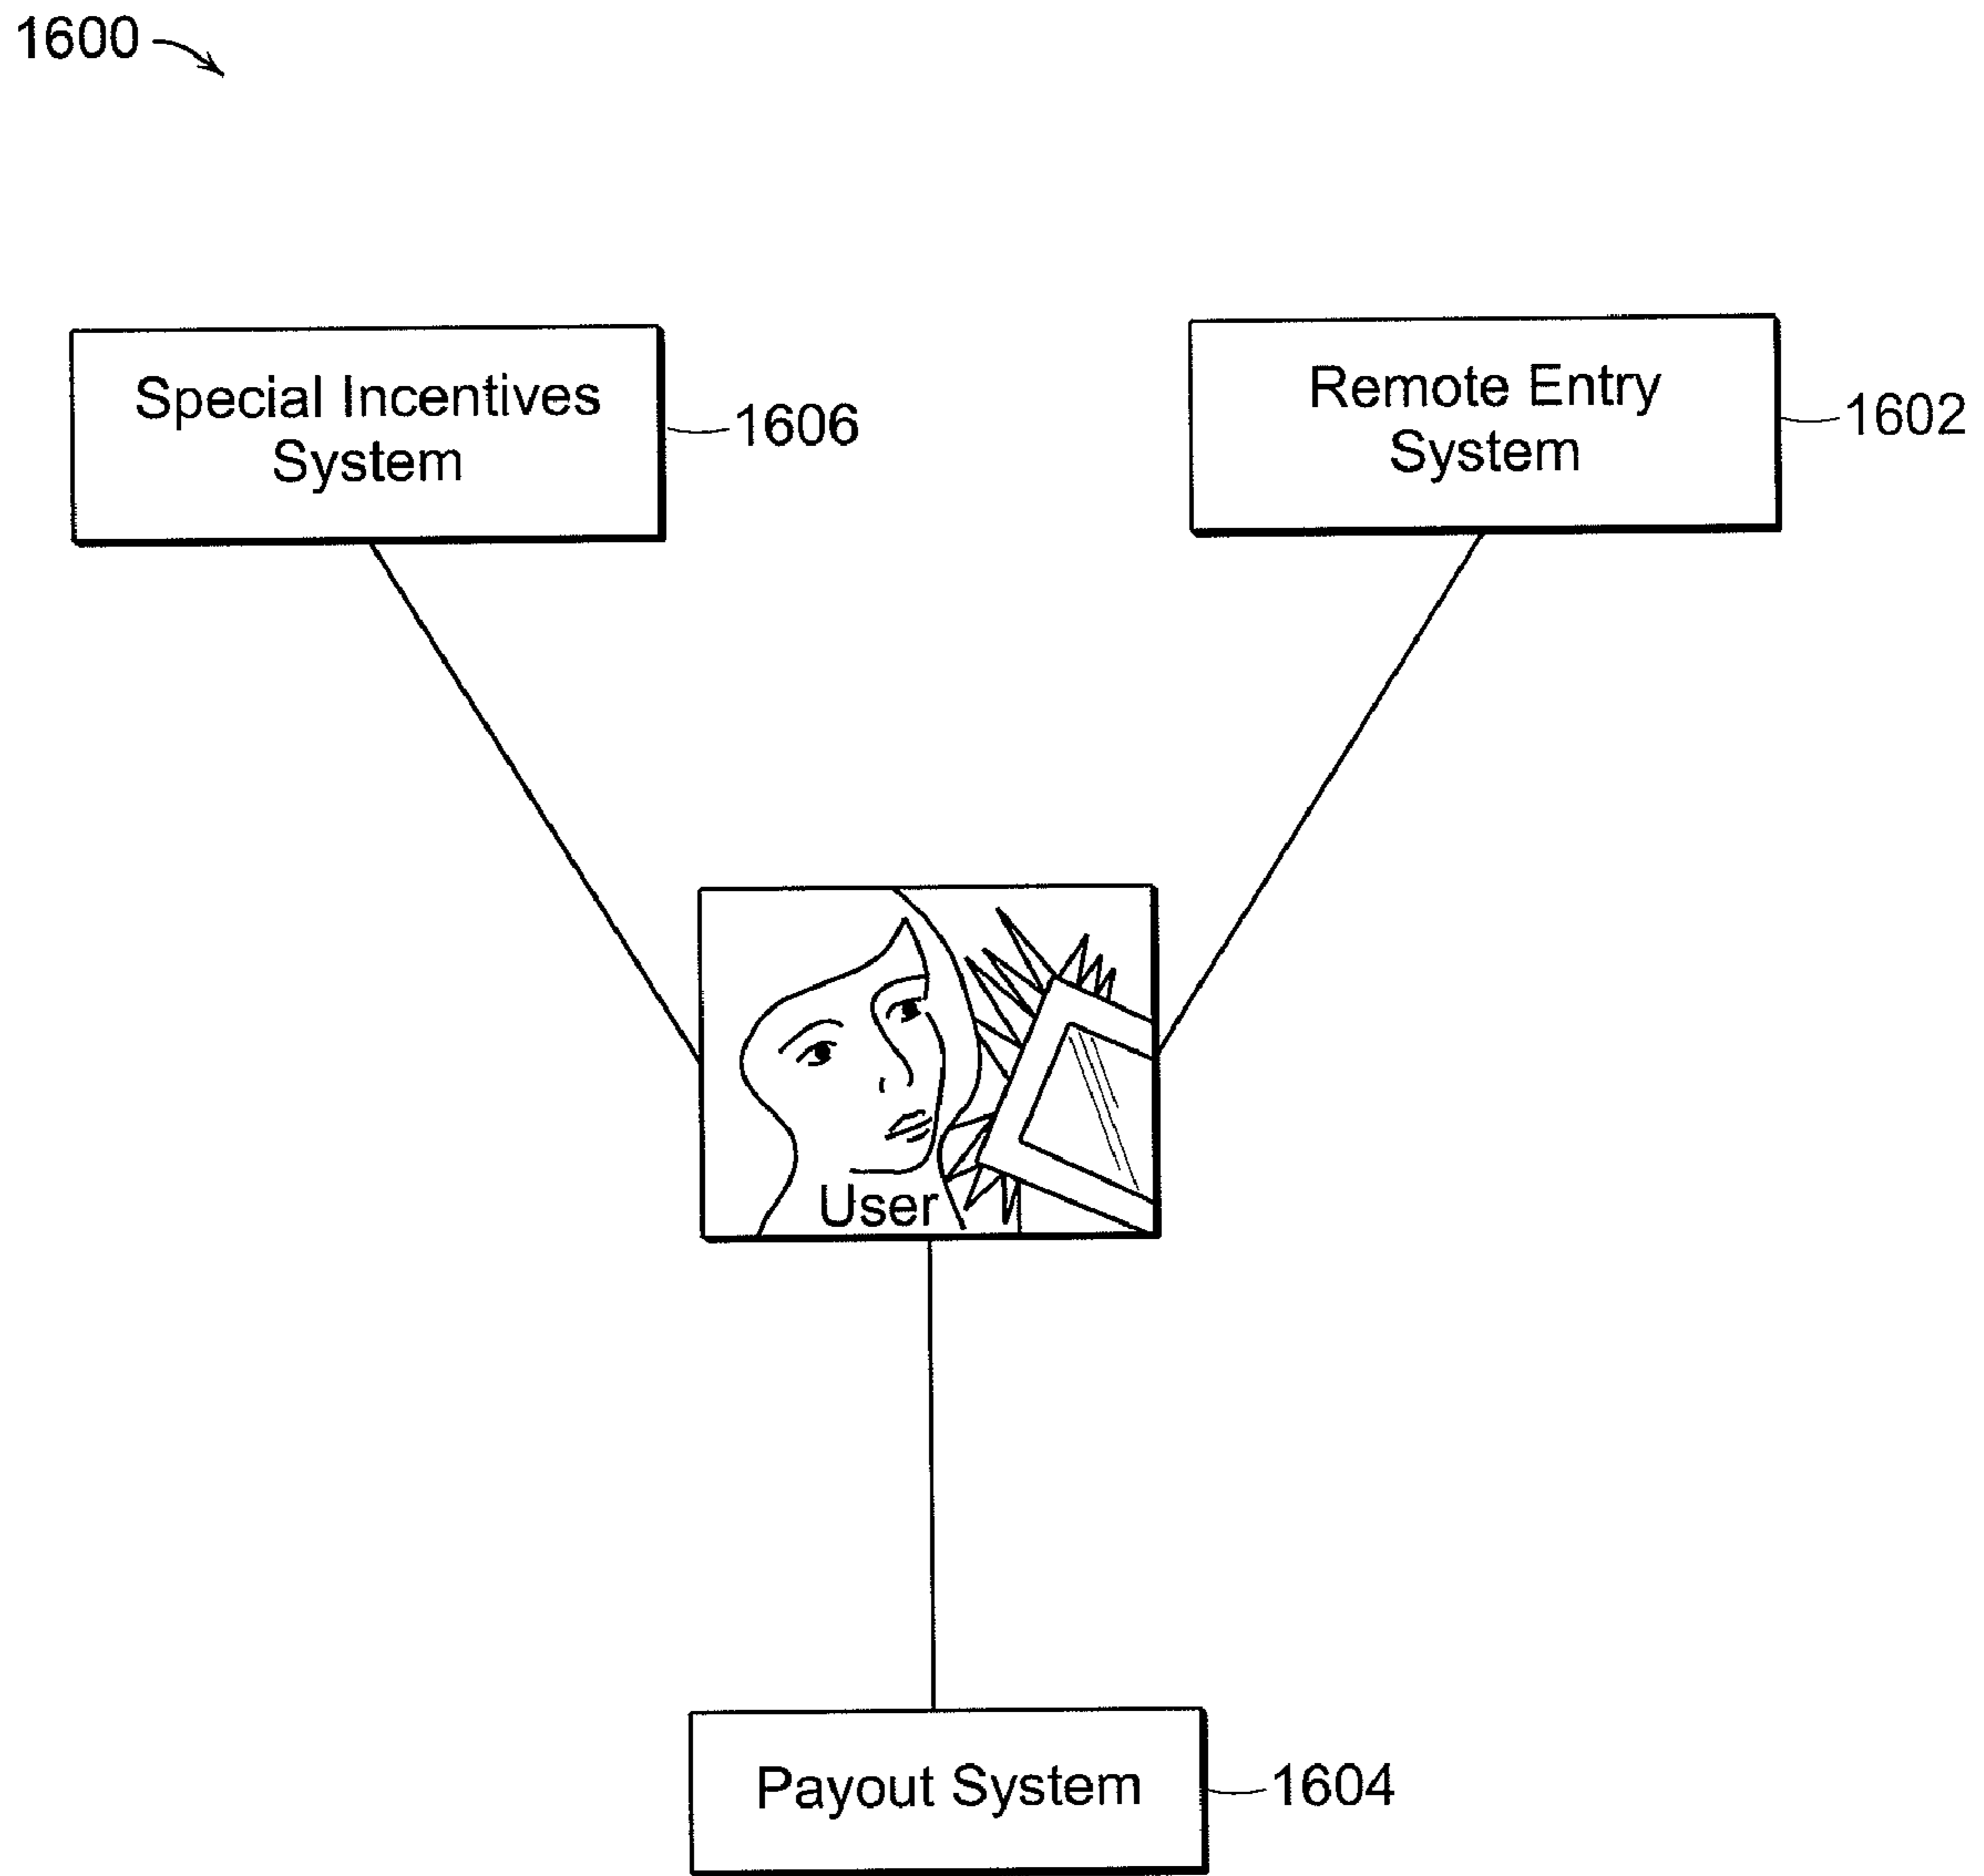 1600
Special Incentives
System
1606
Remote Entry
System
1602
User
Payout System
1604